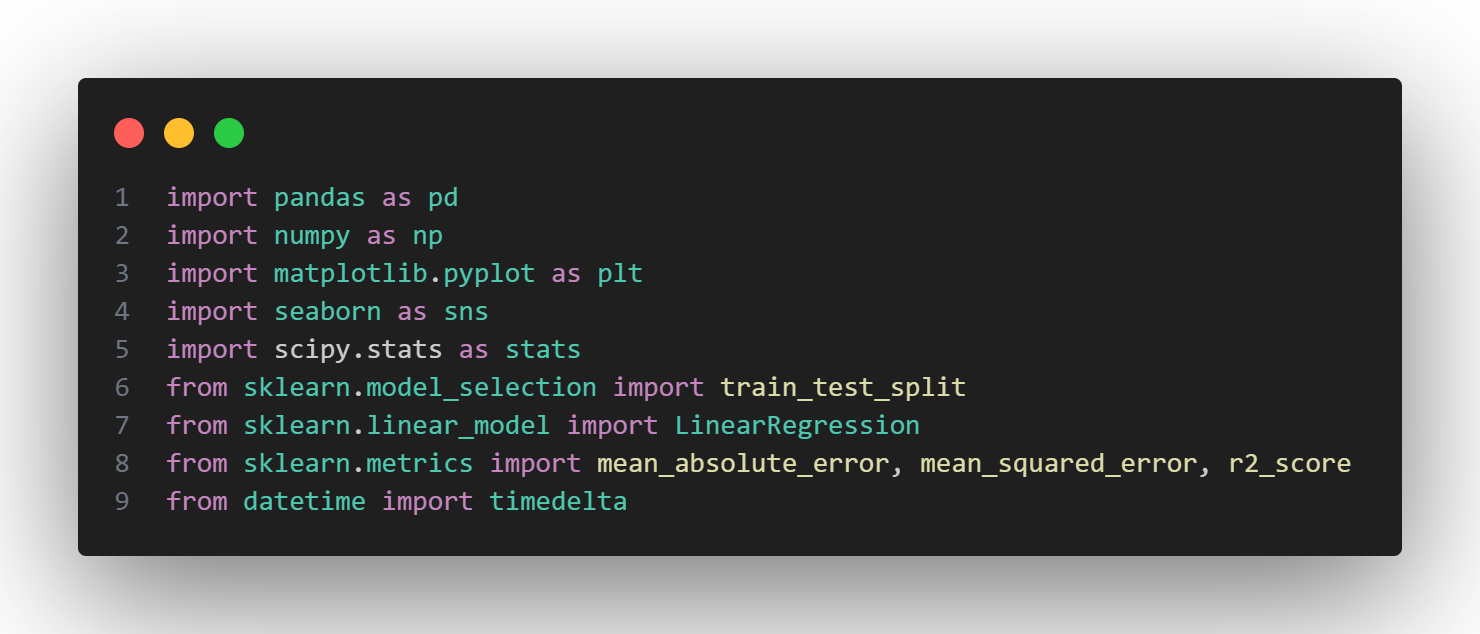 1 import pandas as pd
2 import numpy as np
3 import matplotlib.pyplot as plt
4 import seaborn as sns
5 import scipy.stats as stats
6 from sklearn.model_selection import train_test_split
7 from sklearn.linear_model import LinearRegression
8 from sklearn.metrics import mean_absolute_error, mean_squared_error, r2_score
9 from datetime import timedelta